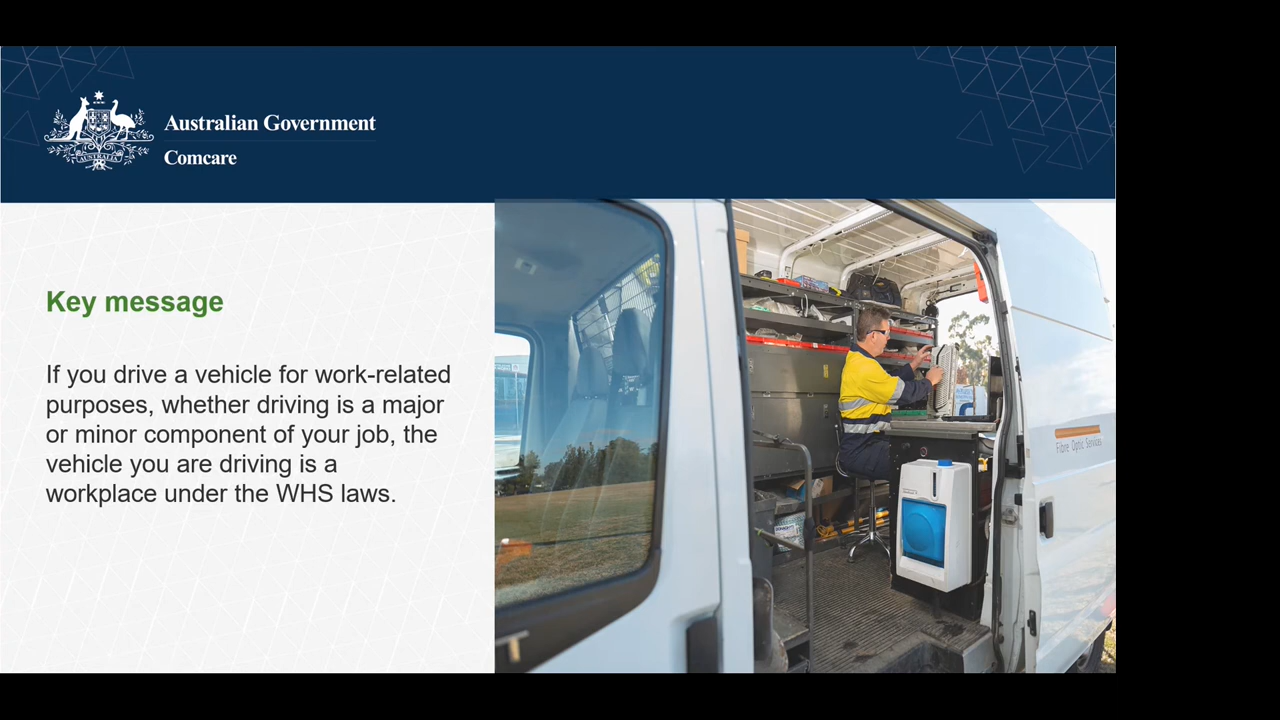 AUSTRALIA
Australian Government
Comcare
Key message
If you drive a vehicle for work-related
purposes, whether driving is a major
or minor component of your job, the
vehicle you are driving is a
workplace under the WHS laws.
Fibre Optic Services